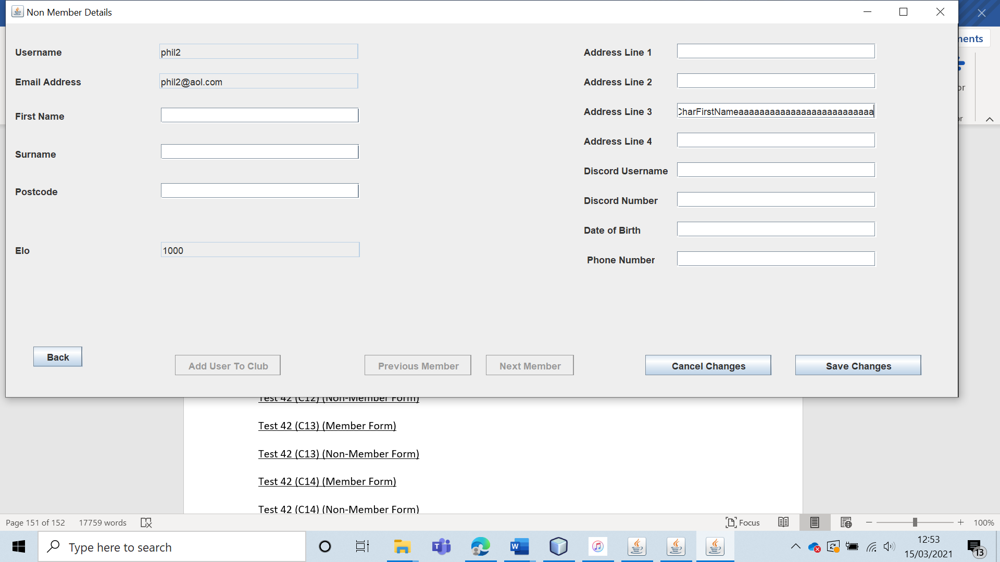 Non Member Details
Username
phil2
Email Address
phil2@aol.com
First Name
Surname
Postcode
Elo
1000
Address Line 1
Address Line 2
Address Line 3
CharFirstNameaaaaaaaaaaaaaaaaaaaaaaaaaa
Address Line 4
Discord Username
Discord Number
Date of Birth
Phone Number
Back
Add User To Club
Previous Member
Next Member
Cancel Changes
Save Changes
Test 42 (C12) (Non-Member Form)
Test 42 (C13) (Member Form)
Test 42 (C13) (Non-Member Form)
Test 42 (C14) (Member Form)
Test 42 (C14) (Non-Member Form)
Page 151 of 152
17759 words
Focus
100%
Type here to search
12:53
15/03/2021
13